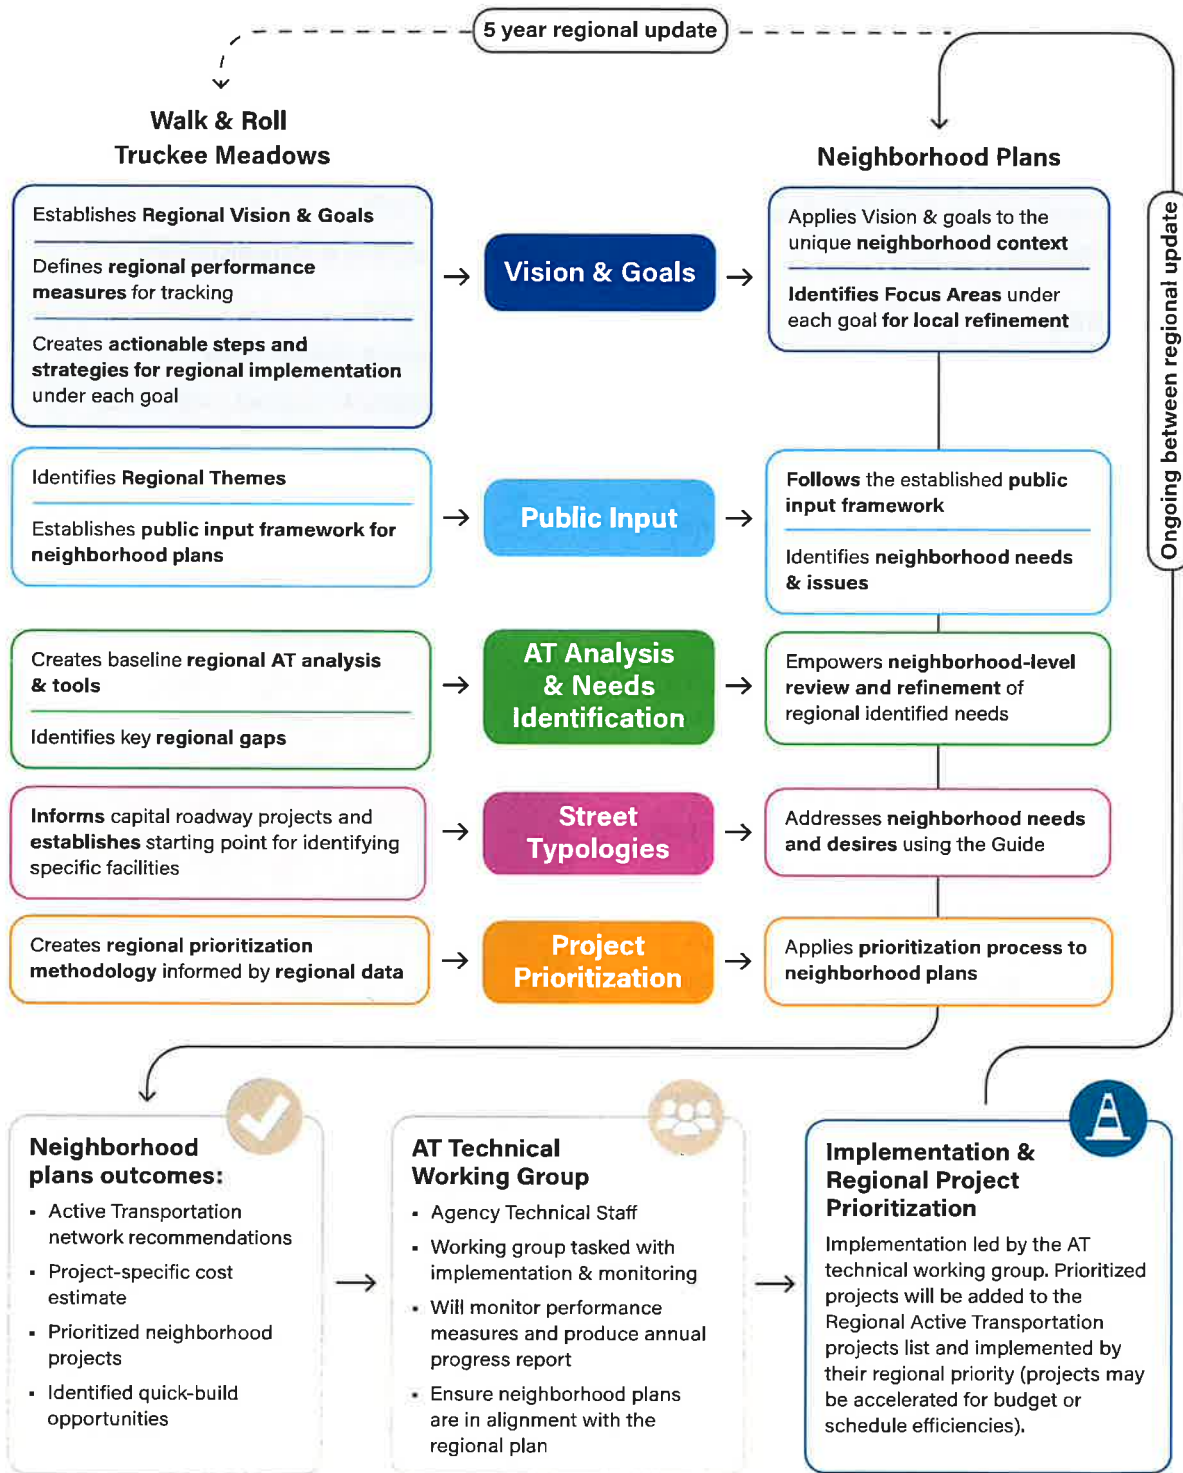 5 year regional update
Walk & Roll
Truckee Meadows
Neighborhood Plans
Ongoing between regional update
Establishes Regional Vision & Goals
Defines regional performance
measures for tracking
Creates actionable steps and
strategies for regional implementation
under each goal
Vision & Goals
Applies Vision & goals to the
unique neighborhood context
Identifies Focus Areas under
each goal for local refinement
Identifies Regional Themes
Establishes public input framework for
neighborhood plans
Public Input
Follows the established public
input framework
Identifies neighborhood needs
& issues
Creates baseline regional AT analysis
& tools
Identifies key regional gaps
AT Analysis
& Needs
Identification
Empowers neighborhood-level
review and refinement of
regional identified needs
Informs capital roadway projects and
establishes starting point for identifying
specific facilities
Street
Typologies
Addresses neighborhood needs
and desires using the Guide
Creates regional prioritization
methodology informed by regional data
Project
Prioritization
Applies prioritization process to
neighborhood plans
Neighborhood
plans outcomes:
▪ Active Transportation
network recommendations
▪ Project-specific cost
estimate
▪ Prioritized neighborhood
projects
▪ Identified quick-build
opportunities
AT Technical
Working Group
▪ Agency Technical Staff
▪ Working group tasked with
implementation & monitoring
▪ Will monitor performance
measures and produce annual
progress report
▪ Ensure neighborhood plans
are in alignment with the
regional plan
Implementation &
Regional Project
Prioritization
Implementation led by the AT
technical working group. Prioritized
projects will be added to the
Regional Active Transportation
projects list and implemented by
their regional priority (projects may
be accelerated for budget or
schedule efficiencies).